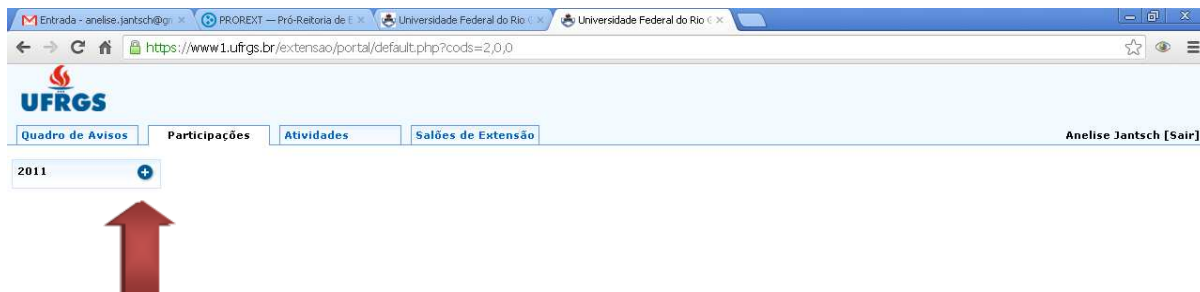 Entrada - anelise.jantsch@gm
PROREXT — Pró-Reitoria de E
Universidade Federal do Rio G
Universidade Federal do Rio G
https://www1.ufrgs.br/extensao/portal/default.php?cods=2,0,0
UFRGS
Quadro de Avisos
Participações
Atividades
Salões de Extensão
Anelise Jantsch [Sair]
2011